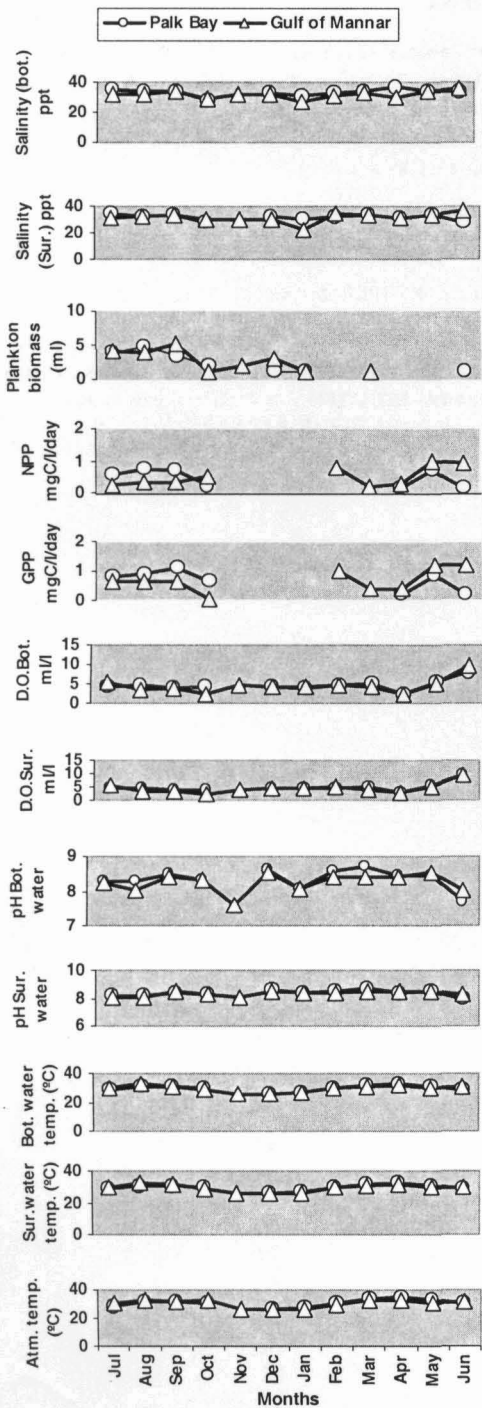 Palk Bay Gulf of Mannar
Salinity (bot.)
ppt
40
20
0
Salinity
(Sur.) ppt
40
20
0
Plankton
biomass
(ml)
10
5
0
NPP
mgC/l/day
2
1
0
GPP
mgC/l/day
2
1
0
D.O.Bot.
ml/l
15
10
5
0
D.O.Sur.
ml/l
15
10
5
0
pH Bot.
water
9
8
7
pH Sur.
water
10
8
6
Bot. water
temp. (ºC)
40
20
0
Sur.water
temp. (ºC)
40
20
0
Atm. temp.
(ºC)
40
20
0
Jul Aug Sep Oct Nov Dec Jan Feb Mar Apr May Jun
Months